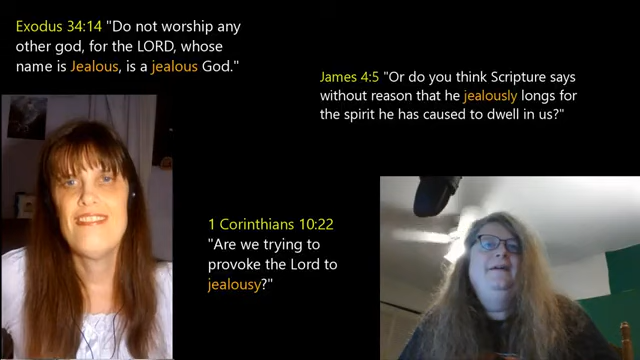 Exodus 34:14 "Do not worship any
other god, for the LORD, whose
name is Jealous, is a jealous God."
James 4:5 "Or do you think Scripture says
without reason that he jealously longs for
the spirit he has caused to dwell in us?"
1 Corinthians 10:22
"Are we trying to
provoke the Lord to
jealousy?"